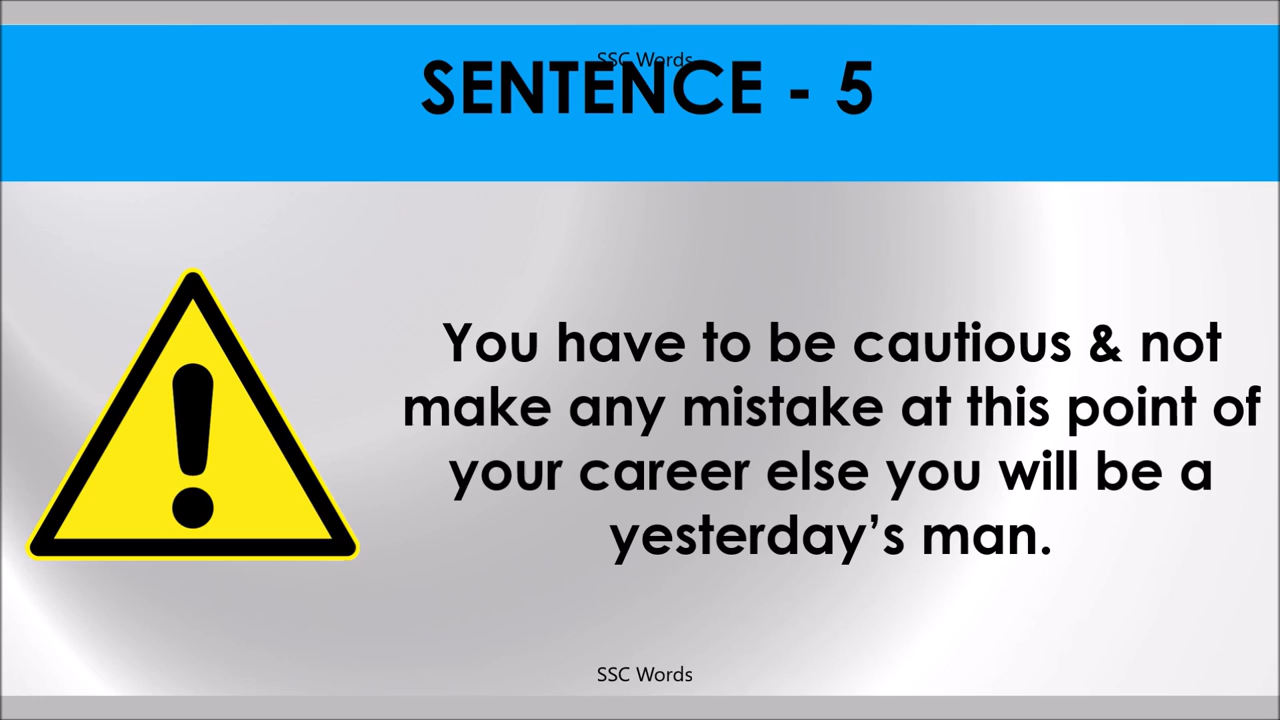 SSC Words
SENTENCE - 5
You have to be cautious & not
make any mistake at this point of
your career else you will be a
yesterday's man.
SSC Words